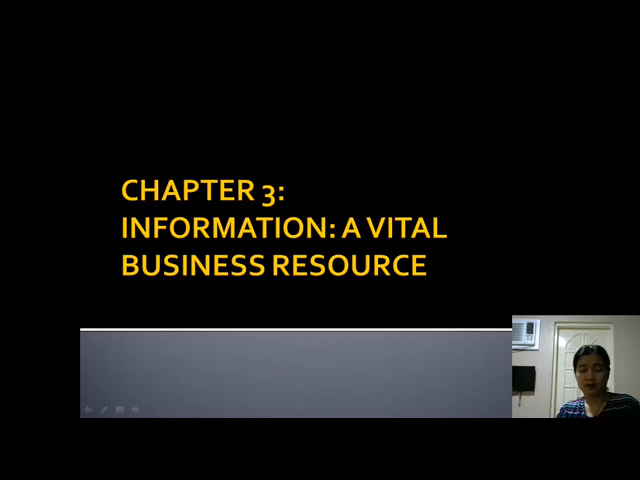 CHAPTER 3:
INFORMATION: A VITAL
BUSINESS RESOURCE